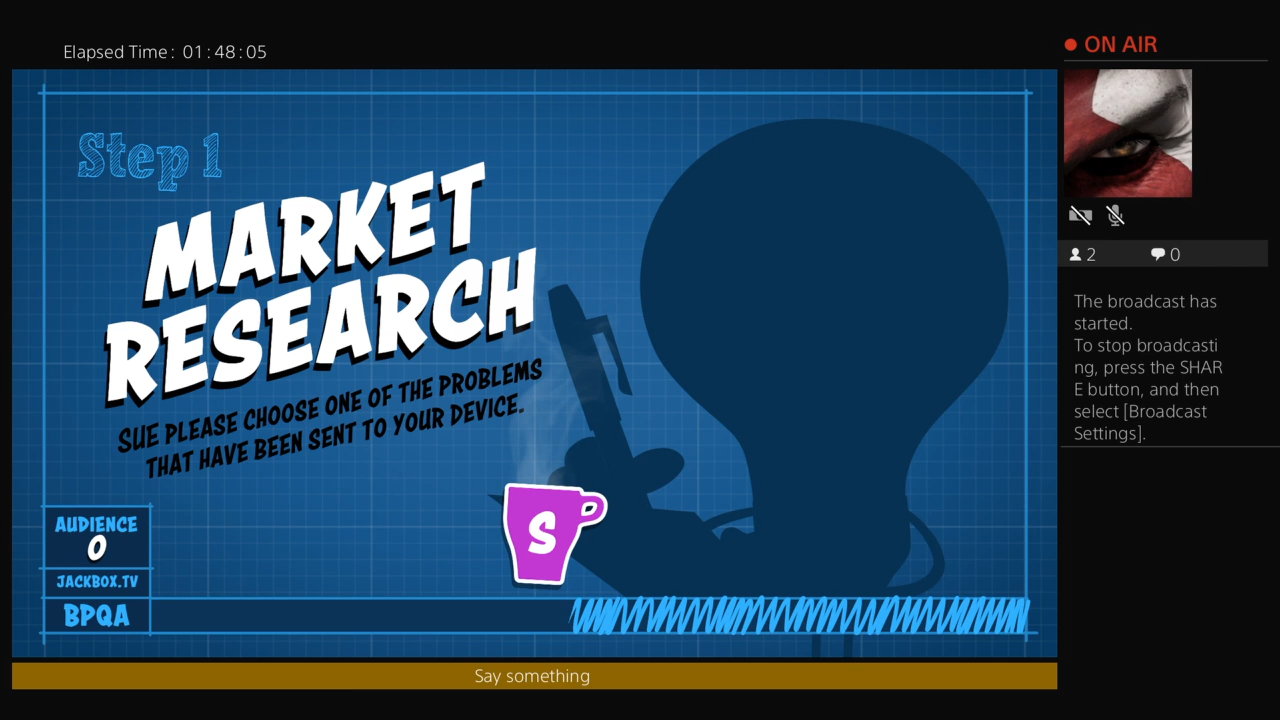 Elapsed Time: 01:48:05
ON AIR
Step 1
MARKET
RESEARCH
SUE PLEASE CHOOSE ONE OF THE PROBLEMS
THAT HAVE BEEN SENT TO YOUR DEVICE.
S
AUDIENCE
0
JACKBOX.TV
BPQA
Say something
2
0
The broadcast has
started.
To stop broadcasti
ng, press the SHAR
E button, and then
select [Broadcast
Settings].